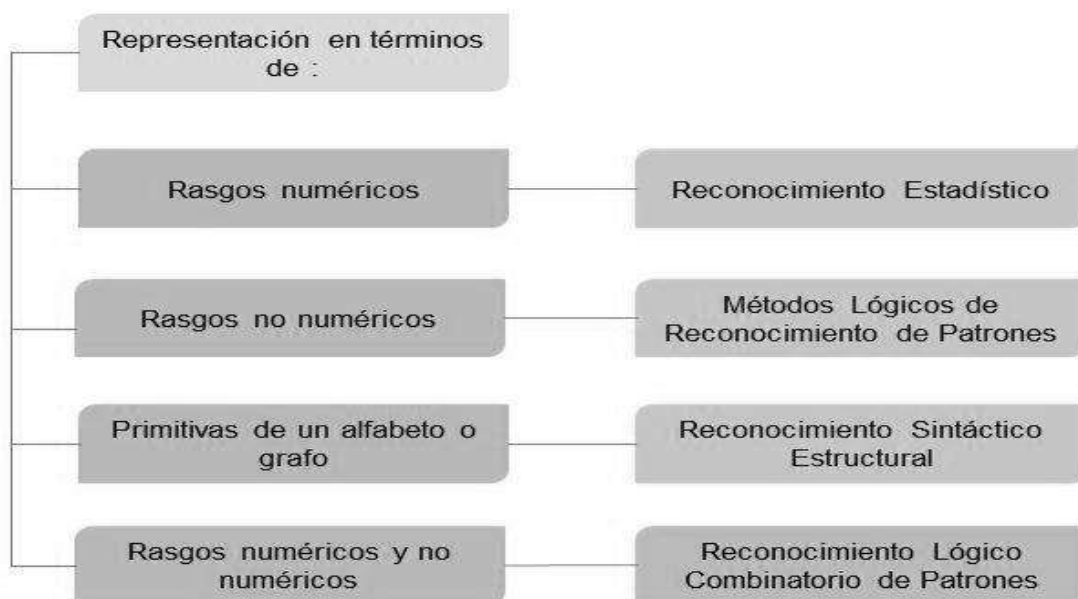 Representación en términos
de :
Rasgos numéricos
Reconocimiento Estadístico
Rasgos no numéricos
Métodos Lógicos de
Reconocimiento de Patrones
Primitivas de un alfabeto o
grafo
Reconocimiento Sintáctico
Estructural
Rasgos numéricos y no
numéricos
Reconocimiento Lógico
Combinatorio de Patrones